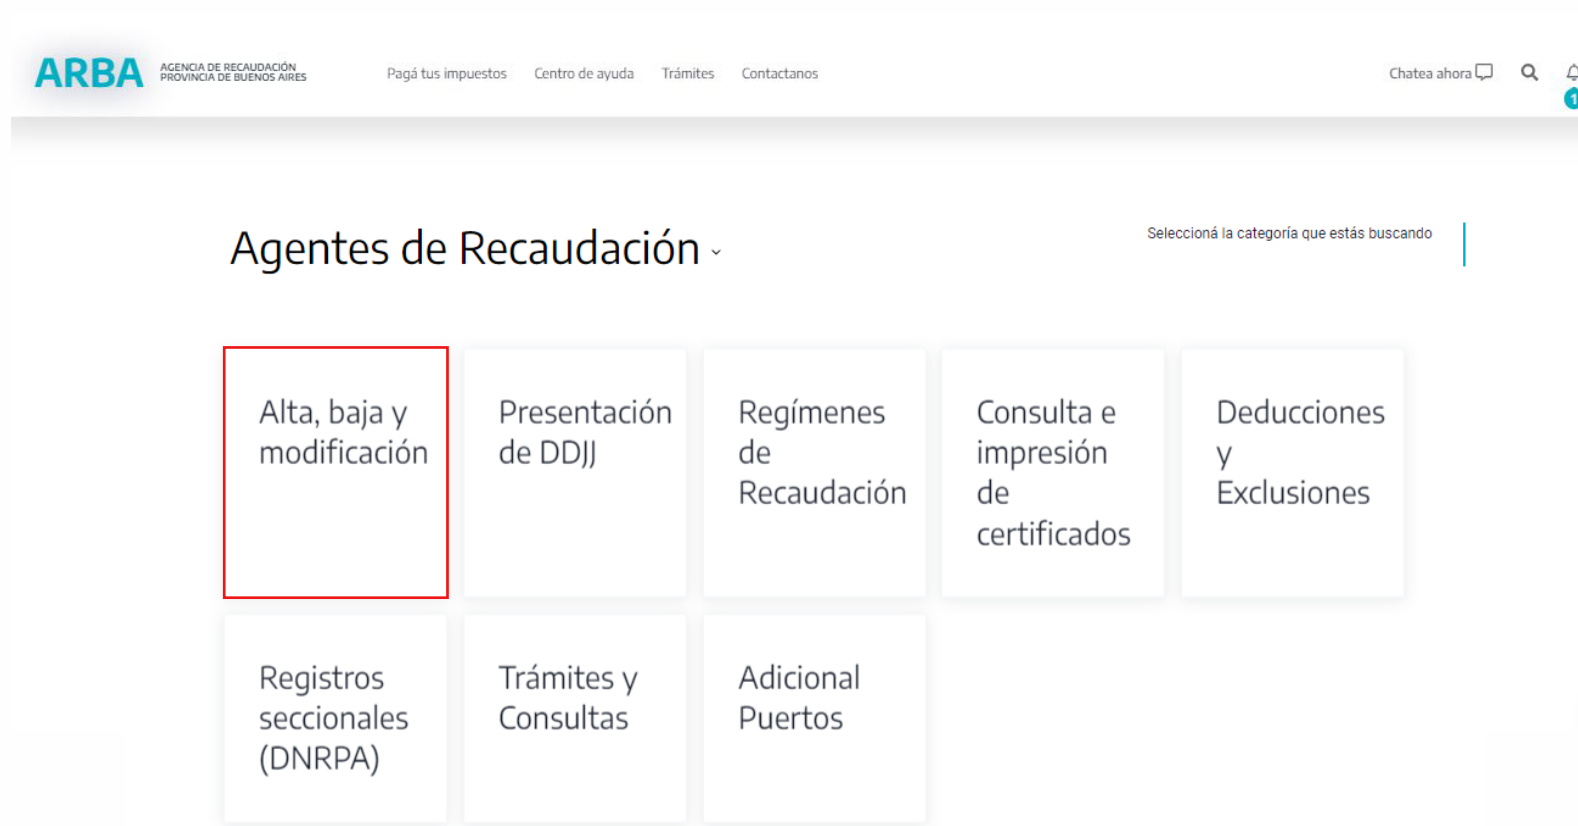 ARBA
AGENCIA DE RECAUDACIÓN
PROVINCIA DE BUENOS AIRES
Pagá tus impuestos
Centro de ayuda
Trámites
Contactanos
Chatea ahora
1
Agentes de Recaudación
Seleccioná la categoría que estás buscando
Alta, baja y
modificación
Presentación
de DDJJ
Regímenes
de
Recaudación
Consulta e
impresión
de
certificados
Deducciones
y
Exclusiones
Registros
seccionales
(DNRPA)
Trámites y
Consultas
Adicional
Puertos